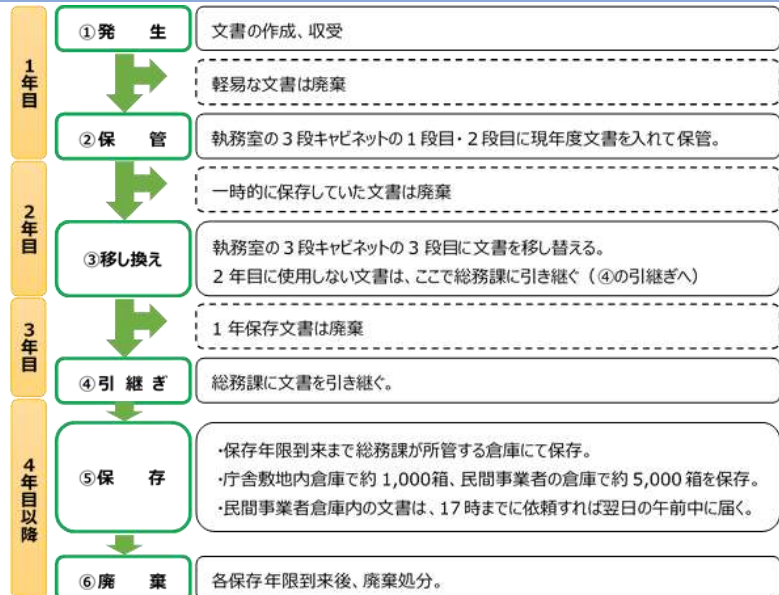 1年目
①発　生
文書の作成、収受
軽易な文書は廃棄
②保　管
執務室の3段キャビネットの1段目・2段目に現年度文書を入れて保管。
2年目
一時的に保存していた文書は廃棄
③移し換え
執務室の3段キャビネットの3段目に文書を移し替える。
2年目に使用しない文書は、ここで総務課に引き継ぐ（④の引継ぎへ）
3年目
1年保存文書は廃棄
④引 継 ぎ
総務課に文書を引き継ぐ。
4年目以降
⑤保　存
・保存年限到来まで総務課が所管する倉庫にて保存。
・庁舎敷地内倉庫で約1,000箱、民間事業者の倉庫で約5,000箱を保存。
・民間事業者倉庫内の文書は、17時までに依頼すれば翌日の午前中に届く。
⑥廃　棄
各保存年限到来後、廃棄処分。